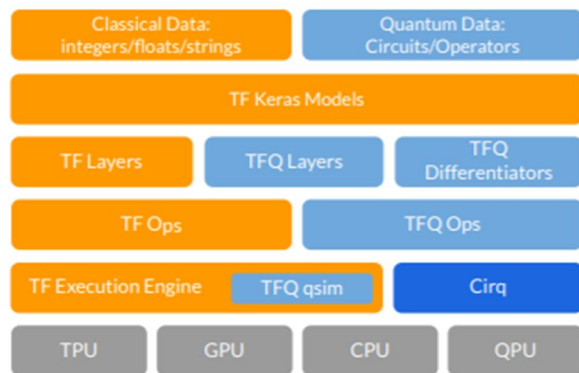 Classical Data:
integers/floats/strings
Quantum Data:
Circuits/Operators
TF Keras Models
TF Layers
TFQ Layers
TFQ
Differentiators
TF Ops
TFQ Ops
TF Execution Engine
TFQ qsim
Cirq
TPU
GPU
CPU
QPU